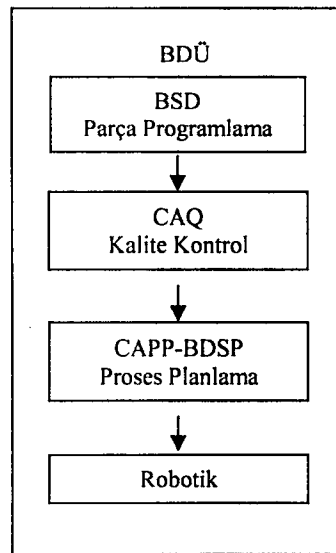 BDÜ
BSD
Parça Programlama
CAQ
Kalite Kontrol
CAPP-BDSP
Proses Planlama
Robotik